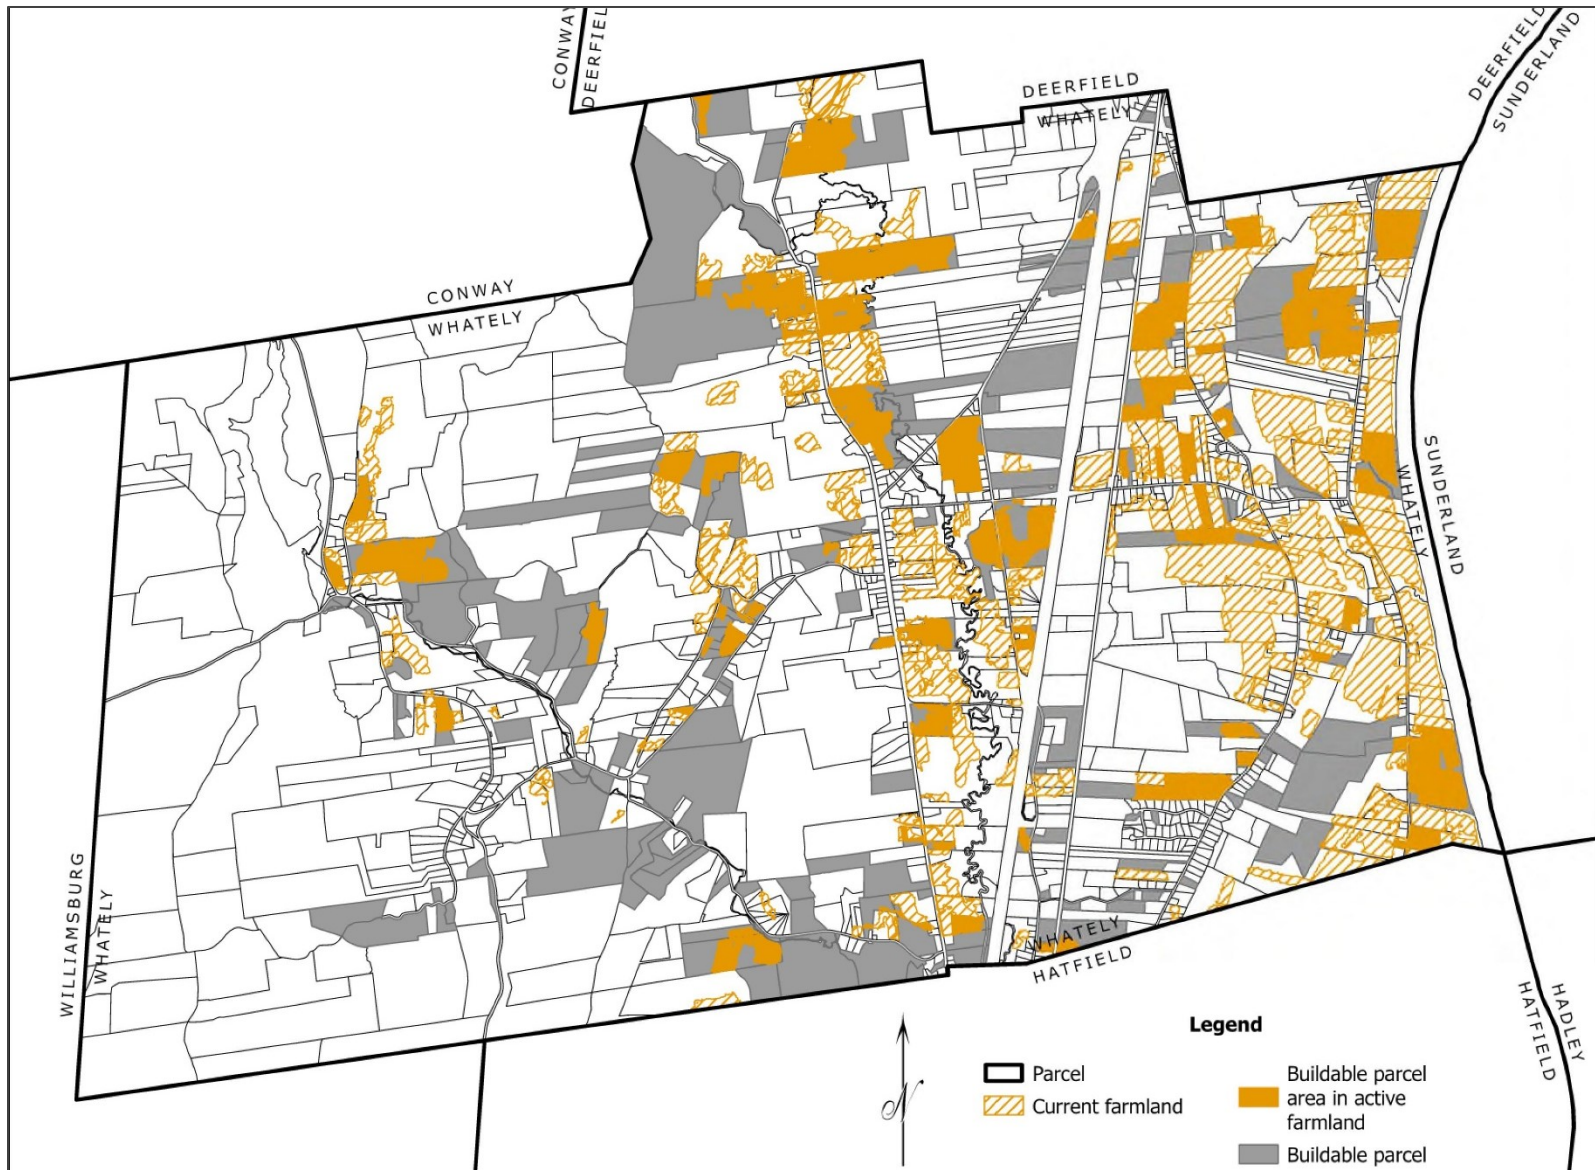 CONWAY
DEERFIEL
DEERFIELD
WHATELY
DEERFIELD
SUNDERLAND
CONWAY
WHATELY
SUNDERLAND
WHATELY
WILLIAMSBURG
WHATELY
WHATELY
HATFIELD
HADLEY
HATFIELD
N
Legend
Parcel
Current farmland
Buildable parcel
area in active
farmland
Buildable parcel